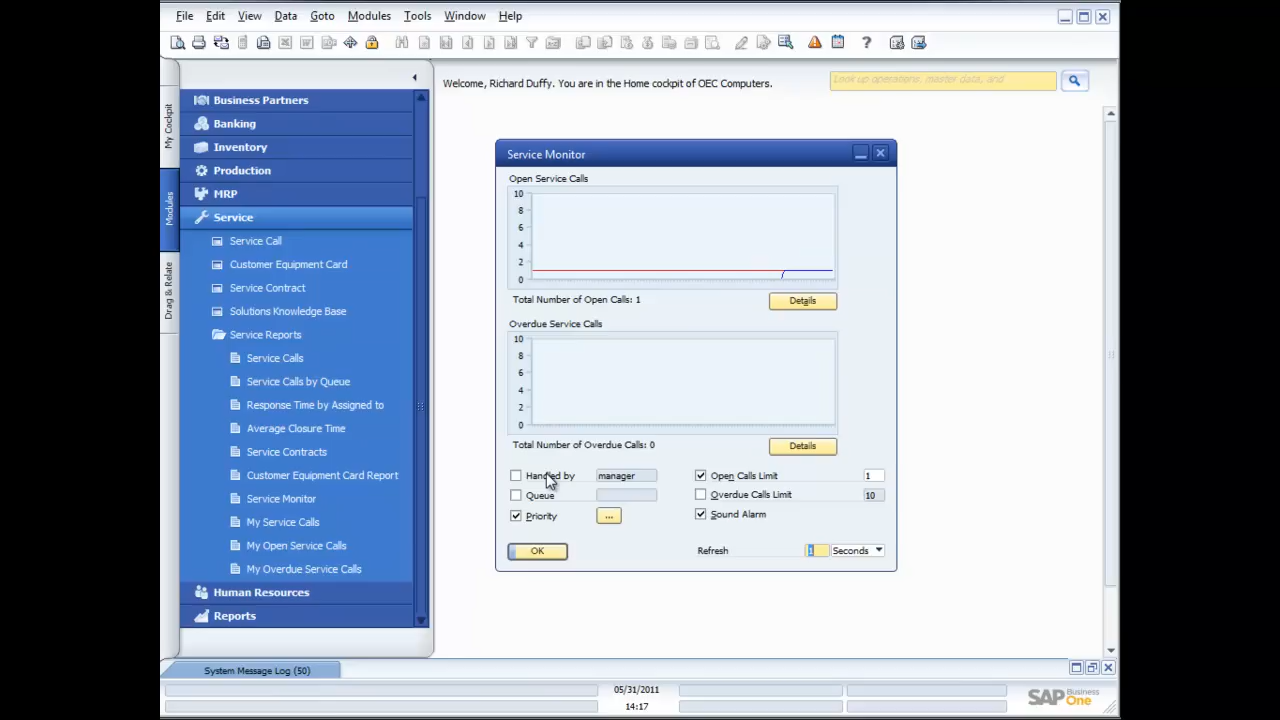 File Edit View Data Goto Modules Tools Window Help
Welcome, Richard Duffy. You are in the Home cockpit of OEC Computers.
Look up operations, master data, and
My Cockpit
Modules
Drag & Relate
Business Partners
Banking
Inventory
Production
MRP
Service
Service Call
Customer Equipment Card
Service Contract
Solutions Knowledge Base
Service Reports
Service Calls
Service Calls by Queue
Response Time by Assigned to
Average Closure Time
Service Contracts
Customer Equipment Card Report
Service Monitor
My Service Calls
My Open Service Calls
My Overdue Service Calls
Human Resources
Reports
Service Monitor
Open Service Calls
10
8
6
4
2
0
Total Number of Open Calls: 1
Details
Overdue Service Calls
10
8
6
4
2
0
Total Number of Overdue Calls: 0
Details
Handled by manager
Open Calls Limit 1
Queue
Overdue Calls Limit 10
Priority ...
Sound Alarm
OK
Refresh 1 Seconds
System Message Log (50)
05/31/2011
14:17
SAP Business One